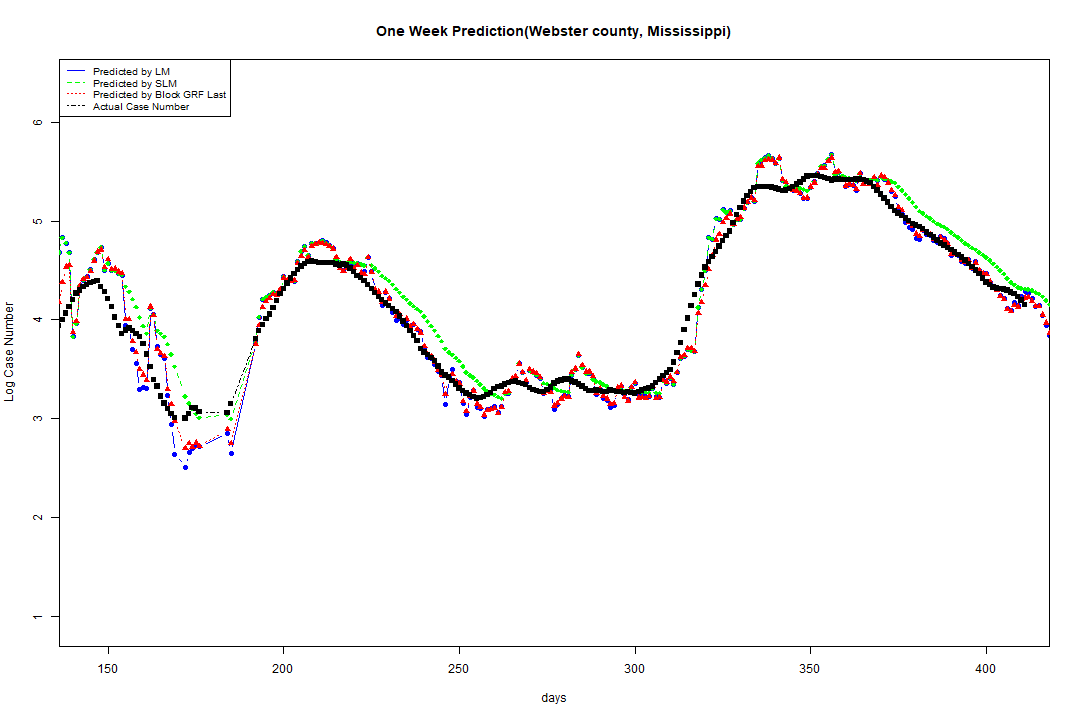 One Week Prediction(Webster county, Mississippi)
Predicted by LM
Predicted by SLM
Predicted by Block GRF Last
Actual Case Number
6
5
4
3
2
1
Log Case Number
150 200 250 300 350 400
days